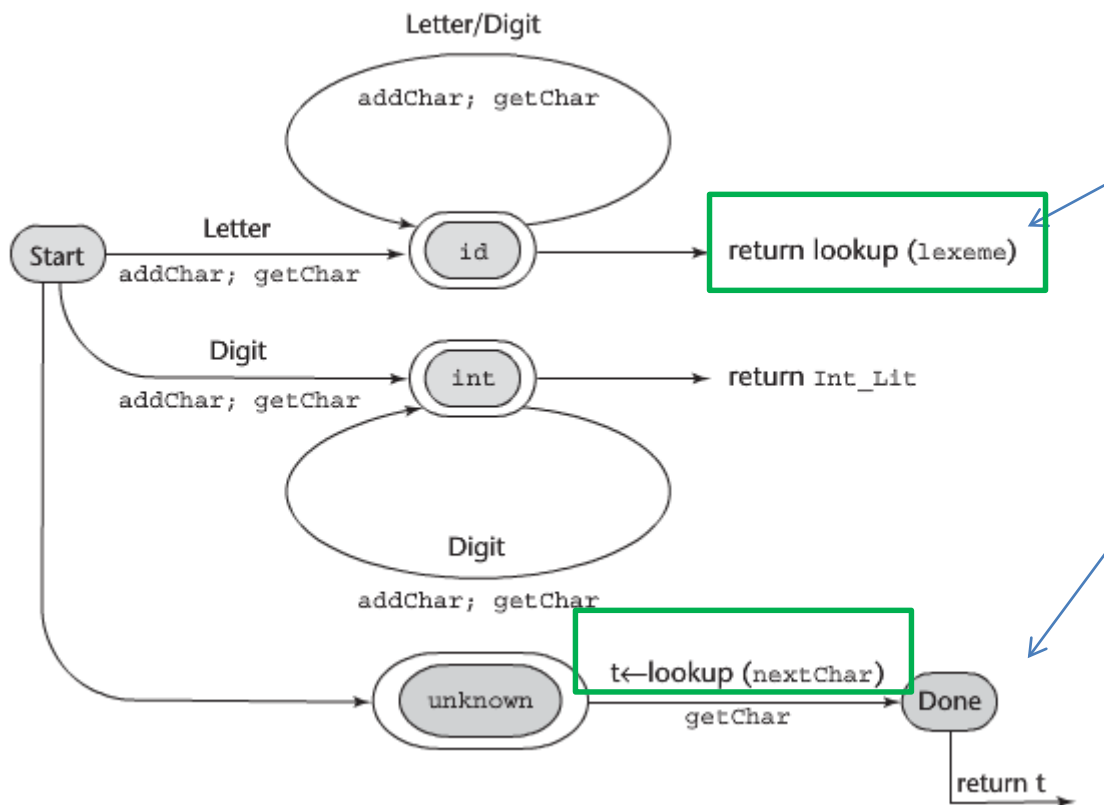 Letter/Digit
addChar; getChar
Start
Letter
addChar; getChar
id
return lookup (lexeme)
Digit
addChar; getChar
int
return Int_Lit
Digit
addChar; getChar
unknown
t←lookup (nextChar)
getChar
Done
return t